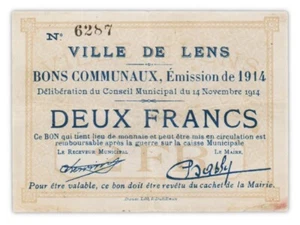 N° 6287
VILLE DE LENS
BONS COMMUNAUX, Émission de 1914
Délibération du Conseil Municipal du 14 Novembre 1914
DEUX FRANCS
Ce BON qui tient lieu de monnaie et peut être mis en circulation est
remboursable après la guerre sur la caisse Municipale
LE RECEVEUR MUNICIPAL, LE MAIRE,
Pour être valable, ce bon doit être revêtu du cachet de la Mairie.